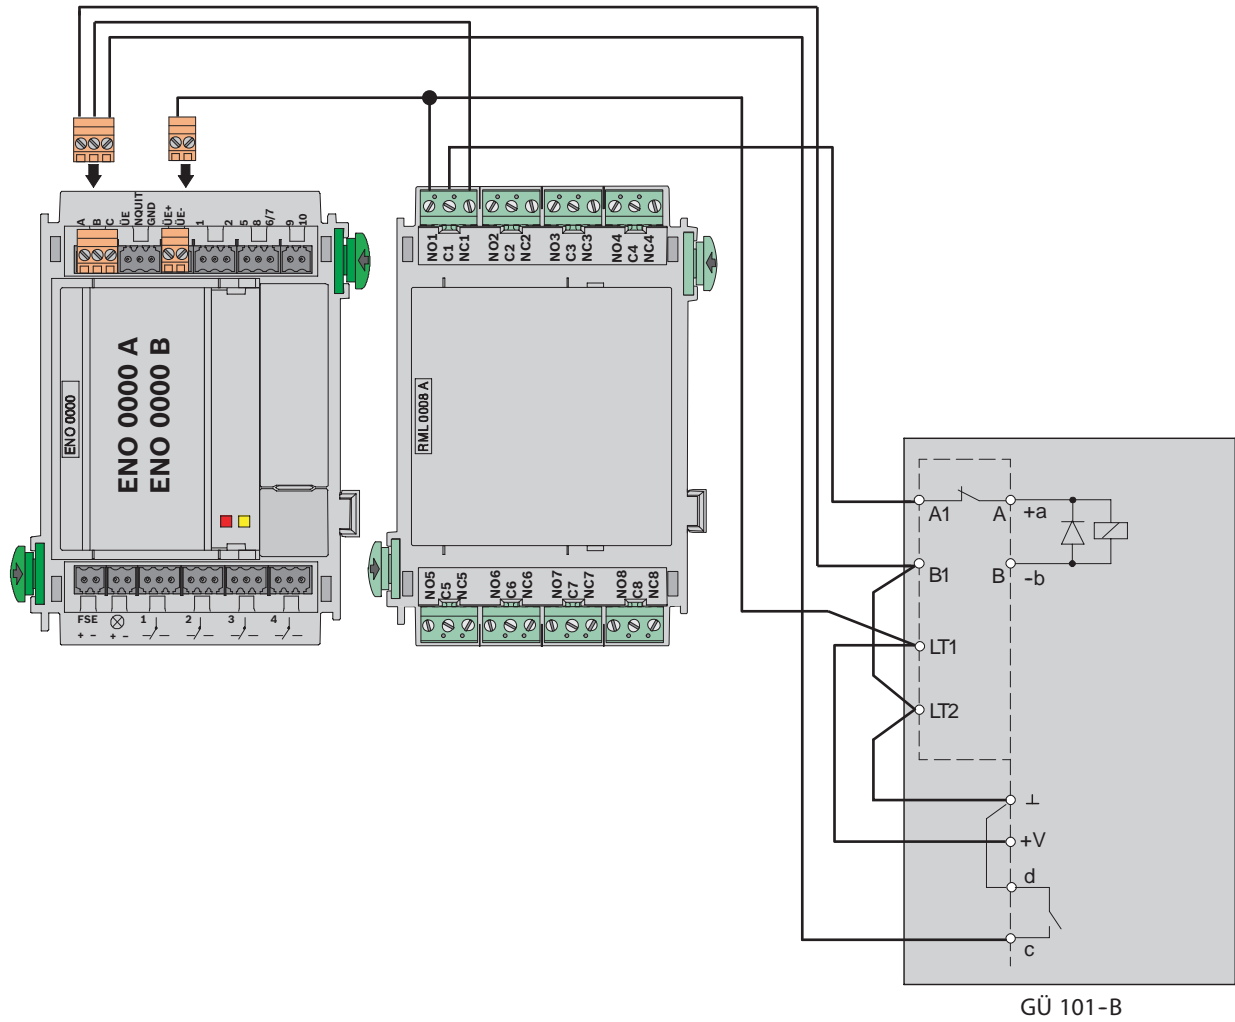 A B C ÜE NQUIT GND ÜE+ ÜE- 1 2 5 8 6/7 9 10
ENO 0000
ENO 0000 A
ENO 0000 B
FSE 1 2 3 4
+ - + -
NO1 C1 NC1 NO2 C2 NC2 NO3 C3 NC3 NO4 C4 NC4
RML 0008 A
NO5 C5 NC5 NO6 C6 NC6 NO7 C7 NC7 NO8 C8 NC8
A1 A +a
B1 B -b
LT1
LT2
⊥
+V
d
c
GÜ 101-B